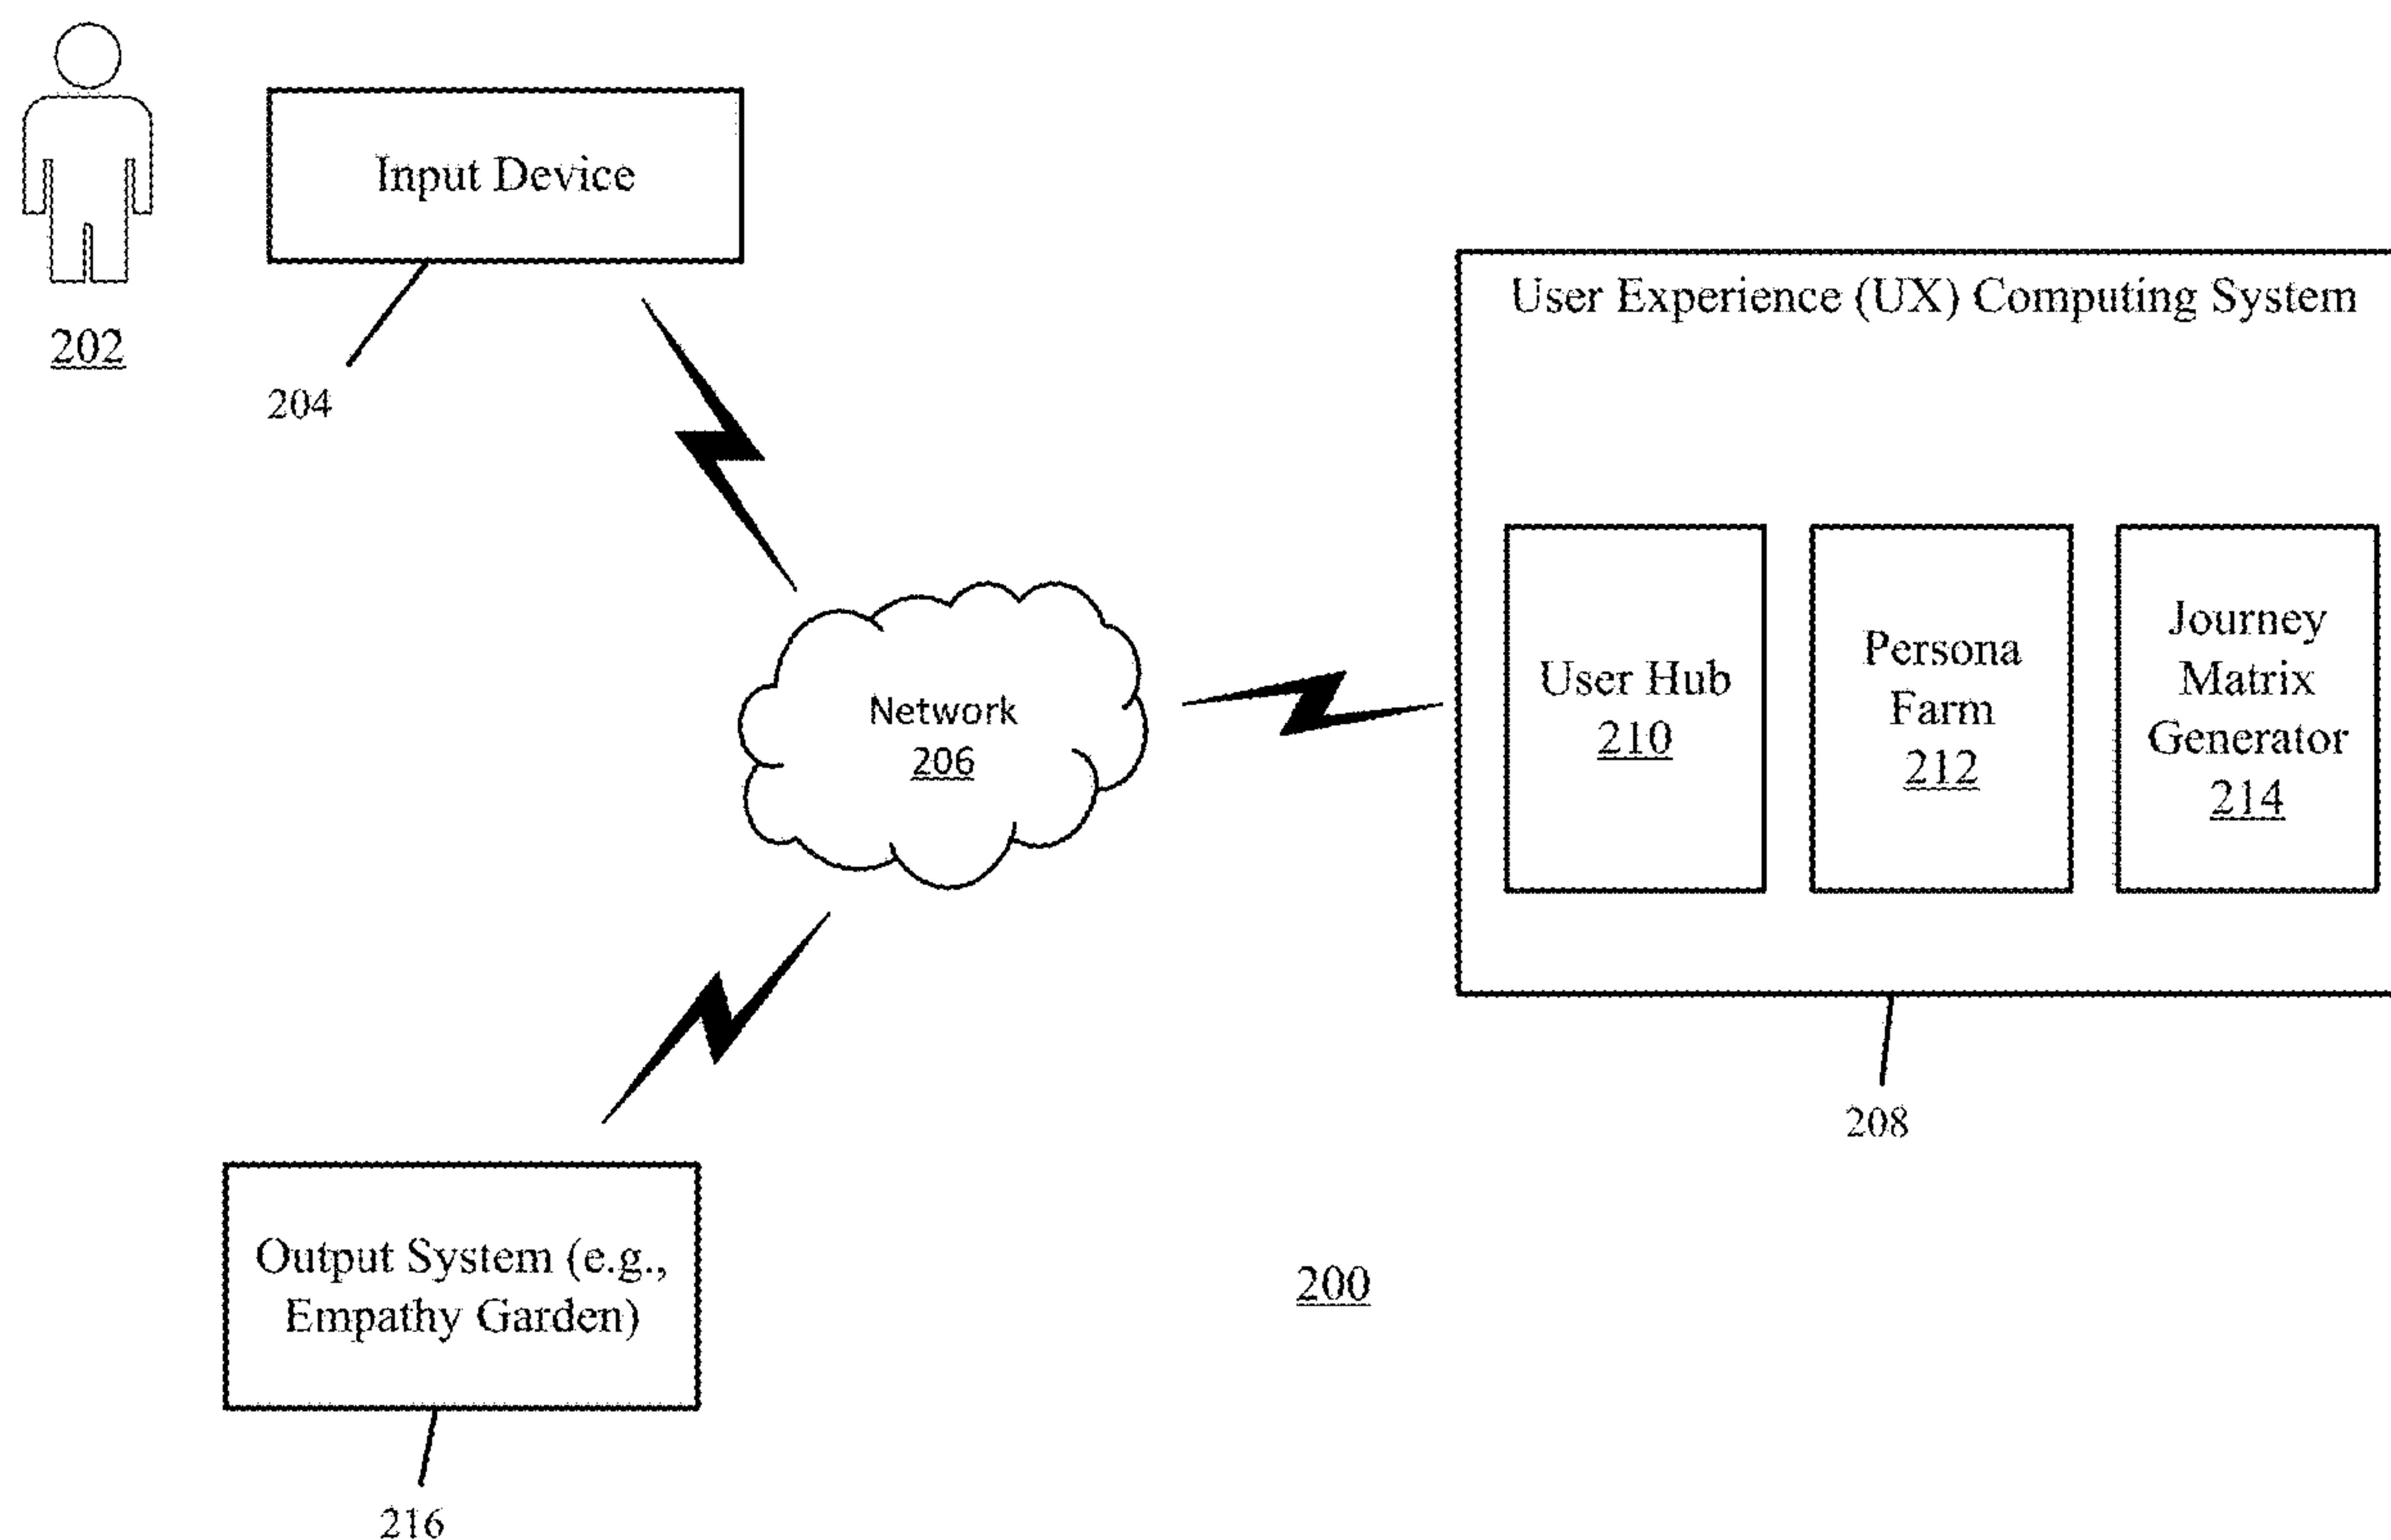 Input Device
202
204
User Experience (UX) Computing System
User Hub
210
Persona
Farm
212
Journey
Matrix
Generator
214
Network
206
208
Output System (e.g.,
Empathy Garden)
200
216